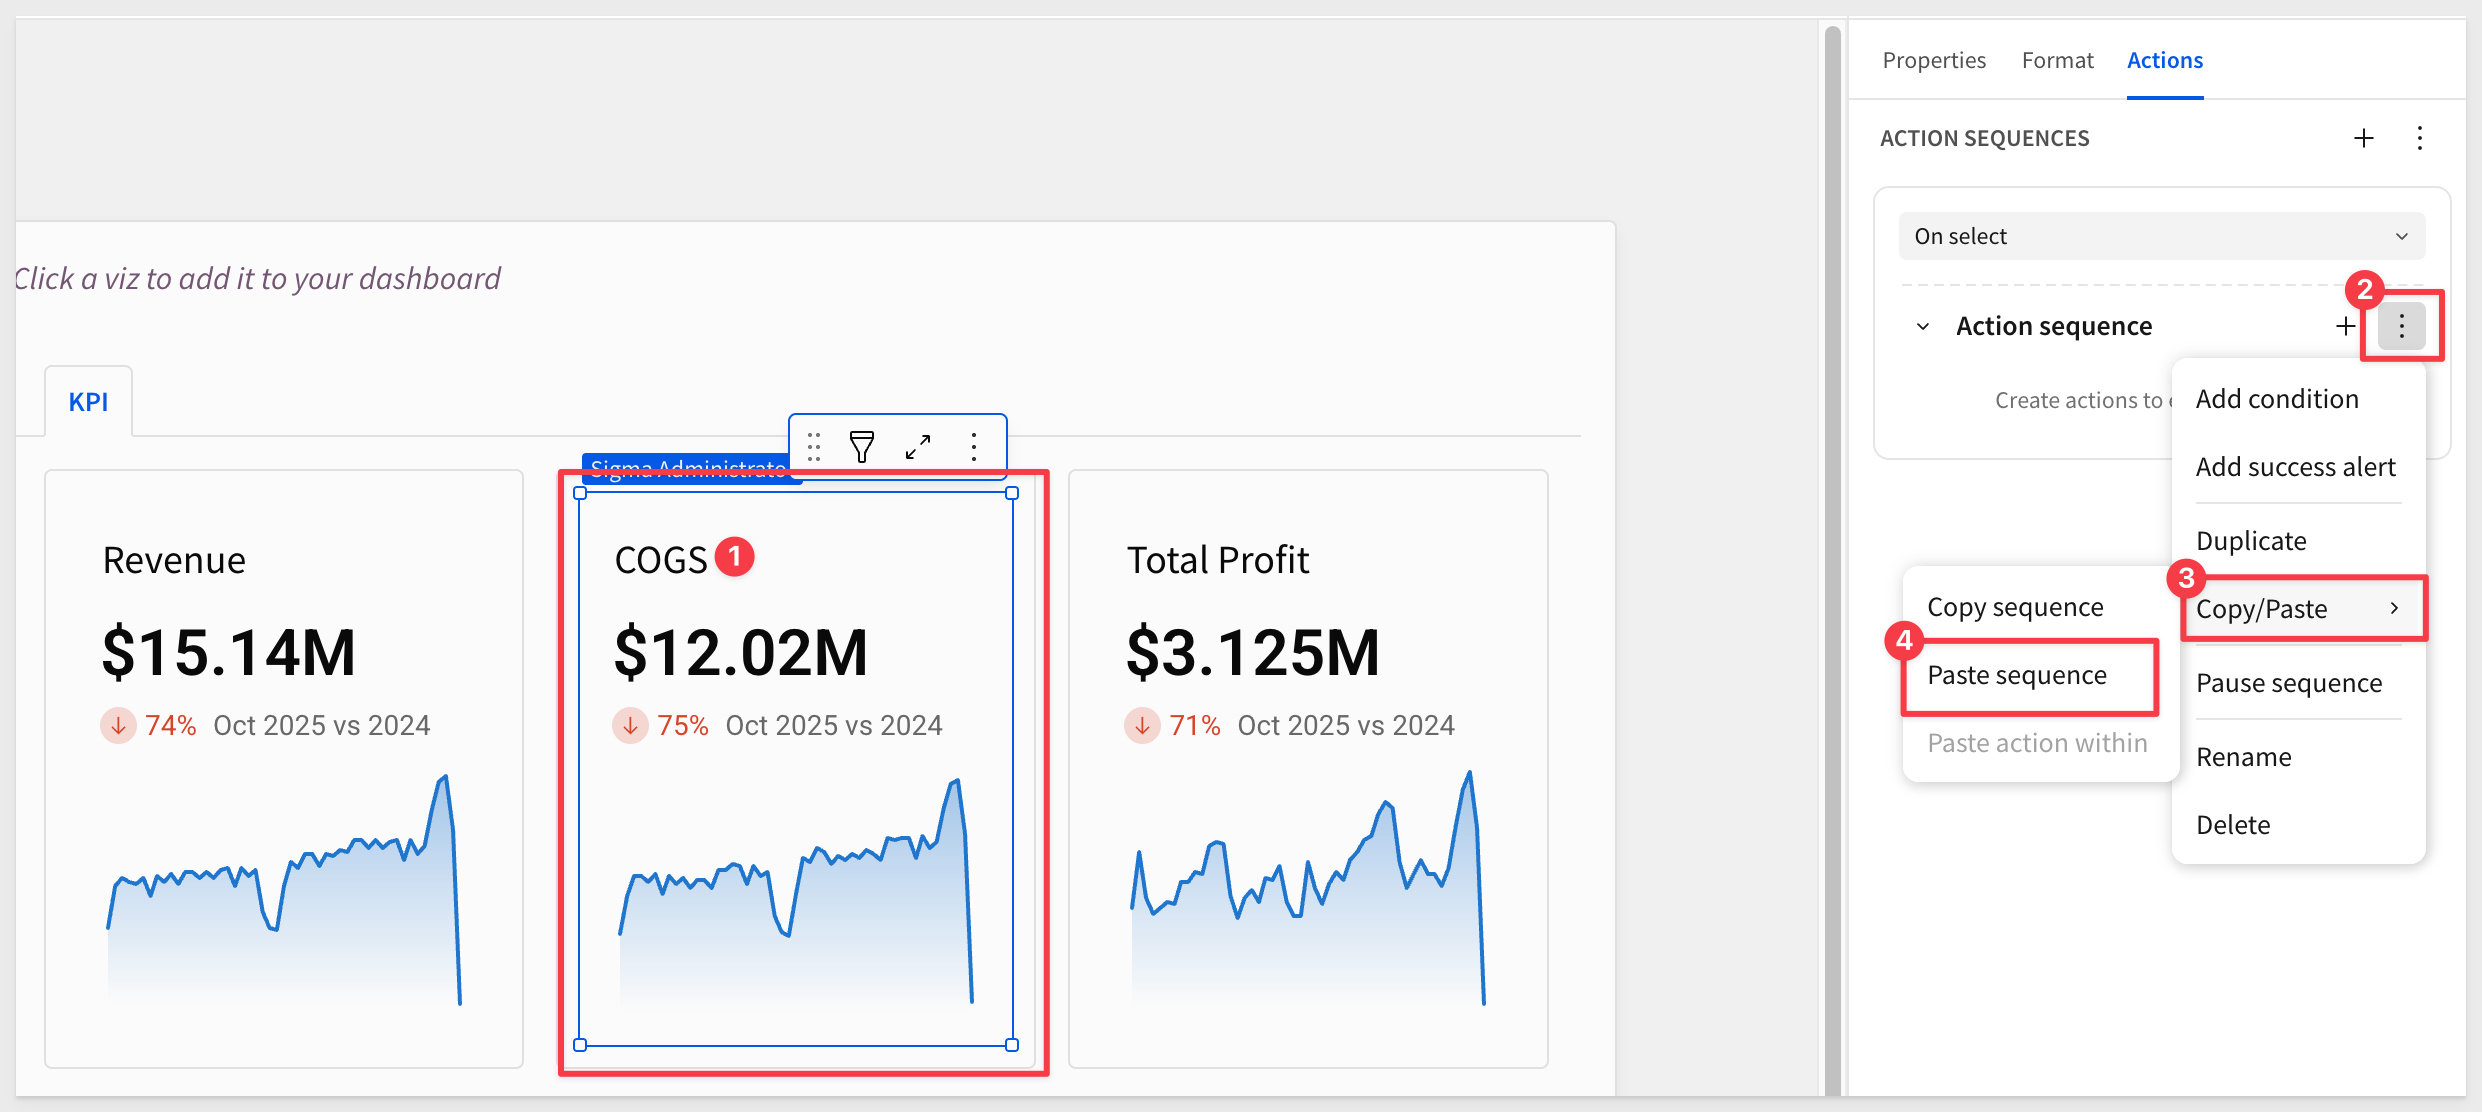 Properties Format Actions
ACTION SEQUENCES
On select
2
Action sequence
Create actions to
Add condition
Add success alert
Duplicate
3
Copy/Paste
Pause sequence
Rename
Delete
Copy sequence
4
Paste sequence
Paste action within
Click a viz to add it to your dashboard
KPI
Sigma Administrato
Revenue
$15.14M
74% Oct 2025 vs 2024
COGS 1
$12.02M
75% Oct 2025 vs 2024
Total Profit
$3.125M
71% Oct 2025 vs 2024